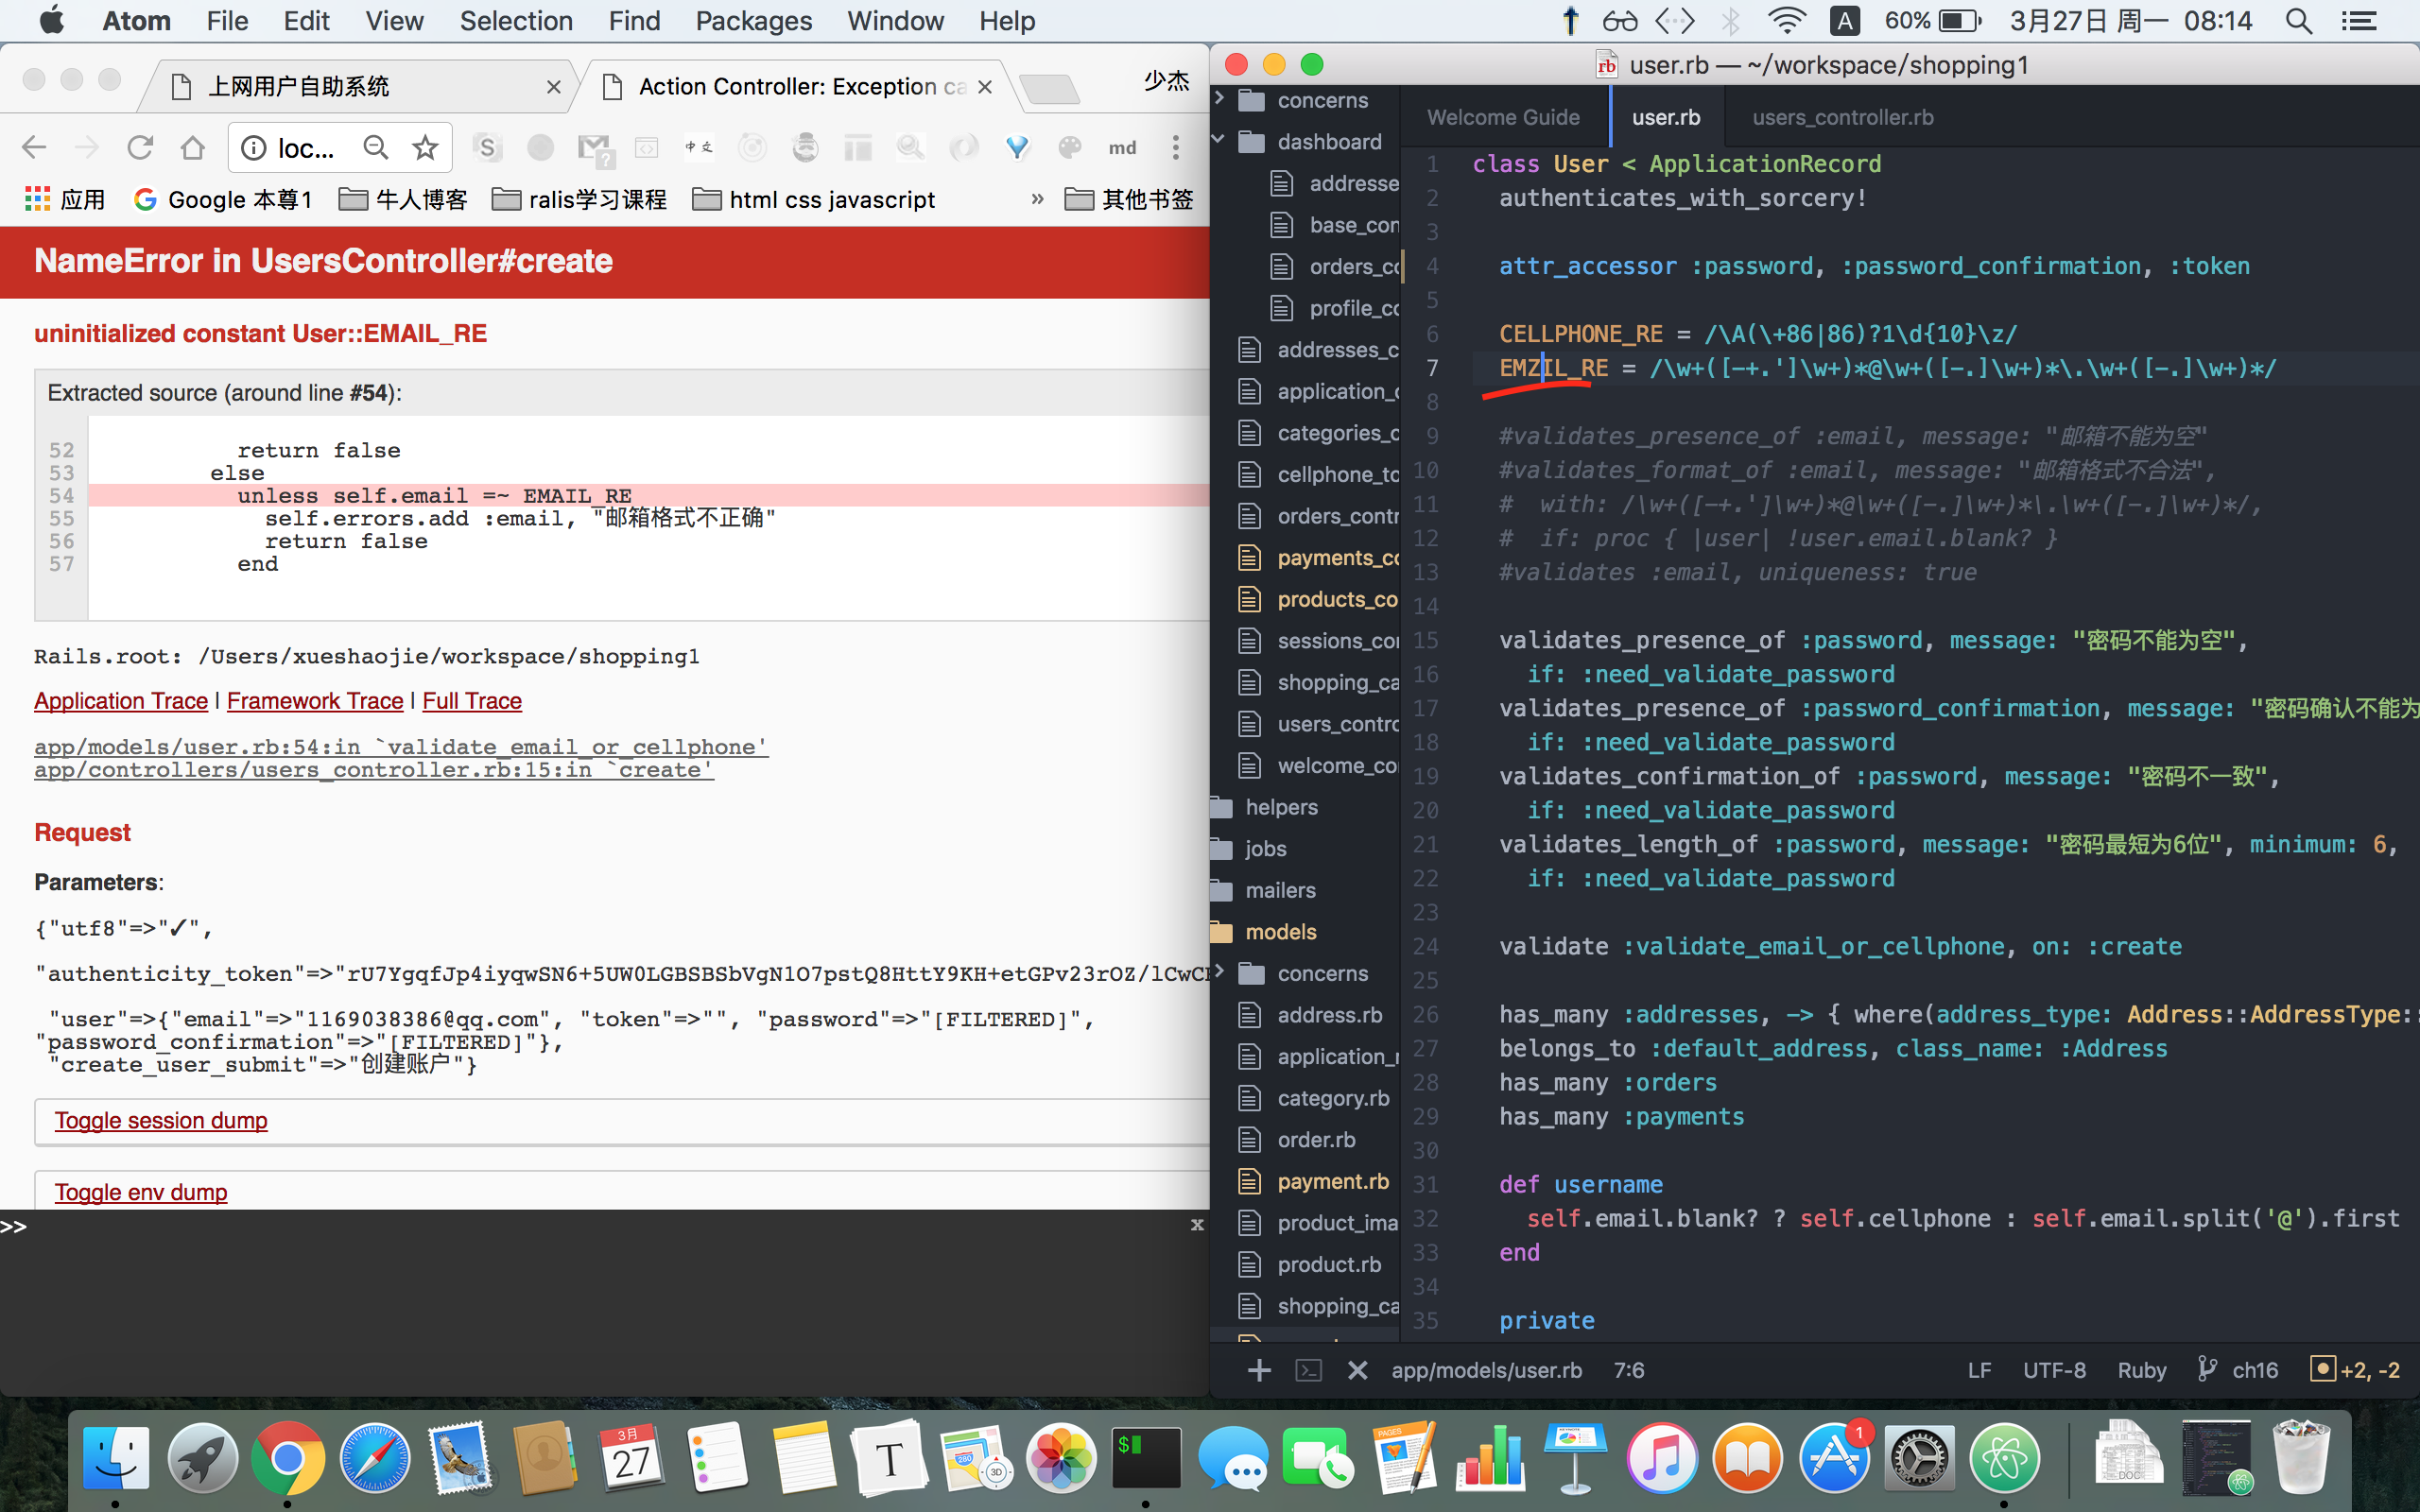 Atom File Edit View Selection Find Packages Window Help A 60% 3月27日 周一 08:14
上网用户自助系统
Action Controller: Exception ca
少杰
loc...
中文
md
应用 Google 本尊1 牛人博客 ralis学习课程 html css javascript » 其他书签
NameError in UsersController#create
uninitialized constant User::EMAIL_RE
Extracted source (around line #54):
52 return false
53 else
54 unless self.email =~ EMAIL_RE
55 self.errors.add :email, "邮箱格式不正确"
56 return false
57 end
Rails.root: /Users/xueshaojie/workspace/shopping1
Application Trace | Framework Trace | Full Trace
app/models/user.rb:54:in `validate_email_or_cellphone'
app/controllers/users_controller.rb:15:in `create'
Request
Parameters:
{"utf8"=>"✓",
"authenticity_token"=>"rU7YgqfJp4iyqwSN6+5UW0LGBSBSbVgN1O7pstQ8HttY9KH+etGPv23rOZ/lCwC
"user"=>{"email"=>"1169038386@qq.com", "token"=>"", "password"=>"[FILTERED]",
"password_confirmation"=>"[FILTERED]"},
"create_user_submit"=>"创建账户"}
Toggle session dump
Toggle env dump
>> x
user.rb — ~/workspace/shopping1
concerns
dashboard
addresse
base_con
orders_co
profile_co
addresses_c
application_c
categories_c
cellphone_to
orders_contr
payments_co
products_co
sessions_con
shopping_ca
users_contro
welcome_co
helpers
jobs
mailers
models
concerns
address.rb
application_r
category.rb
order.rb
payment.rb
product_ima
product.rb
shopping_ca
Welcome Guide user.rb users_controller.rb
1 class User < ApplicationRecord
2 authenticates_with_sorcery!
3
4 attr_accessor :password, :password_confirmation, :token
5
6 CELLPHONE_RE = /\A(\+86|86)?1\d{10}\z/
7 EMZIL_RE = /\w+([-+.']\w+)*@\w+([-.]\w+)*\.\w+([-.]\w+)*/
8
9 #validates_presence_of :email, message: "邮箱不能为空"
10 #validates_format_of :email, message: "邮箱格式不合法",
11 # with: /\w+([-+.']\w+)*@\w+([-.]\w+)*\.\w+([-.]\w+)*/,
12 # if: proc { |user| !user.email.blank? }
13 #validates :email, uniqueness: true
14
15 validates_presence_of :password, message: "密码不能为空",
16 if: :need_validate_password
17 validates_presence_of :password_confirmation, message: "密码确认不能为
18 if: :need_validate_password
19 validates_confirmation_of :password, message: "密码不一致",
20 if: :need_validate_password
21 validates_length_of :password, message: "密码最短为6位", minimum: 6,
22 if: :need_validate_password
23
24 validate :validate_email_or_cellphone, on: :create
25
26 has_many :addresses, -> { where(address_type: Address::AddressType:
27 belongs_to :default_address, class_name: :Address
28 has_many :orders
29 has_many :payments
30
31 def username
32 self.email.blank? ? self.cellphone : self.email.split('@').first
33 end
34
35 private
app/models/user.rb 7:6 LF UTF-8 Ruby ch16 +2, -2
3月
27
T
280
3D
$
PAGES
1
DOC